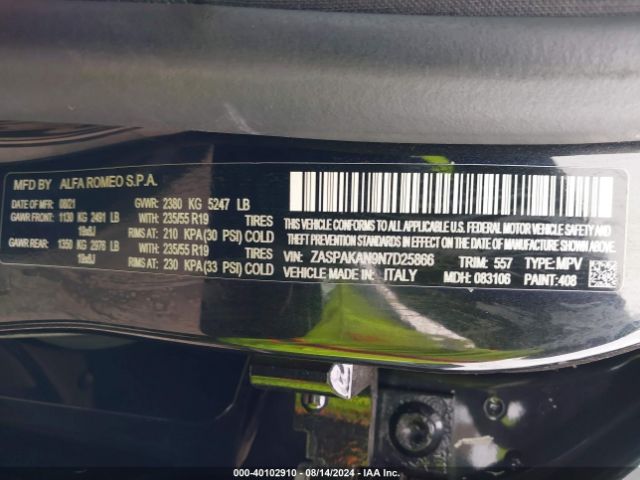 MFD BY ALFA ROMEO S.P.A.
DATE OF MFR 08/21 GVWR: 2380 KG 5247 LB
GAWR FRONT: 1130 KG 2491 LB WITH: 235/55 R19 TIRES
19x8J RIMS AT: 210 KPA (30 PSI) COLD
GAWR REAR: 1350 KG 2976 LB WITH: 235/55 R19 TIRES
19x8J RIMS AT: 230 KPA (33 PSI) COLD
THIS VEHICLE CONFORMS TO ALL APPLICABLE U.S. FEDERAL MOTOR VEHICLE
SAFETY, BUMPER, AND THEFT PREVENTION STANDARDS IN EFFECT ON THE DATE OF MANUFACTURE SHOWN ABOVE.
VIN: ZASPAKAN9N7D25866 TRIM: 557 TYPE: MPV
VEHICLE MADE IN: ITALY MDH: 083106 PAINT: 408
000-40102910 - 08/14/2024 - IAA Inc.